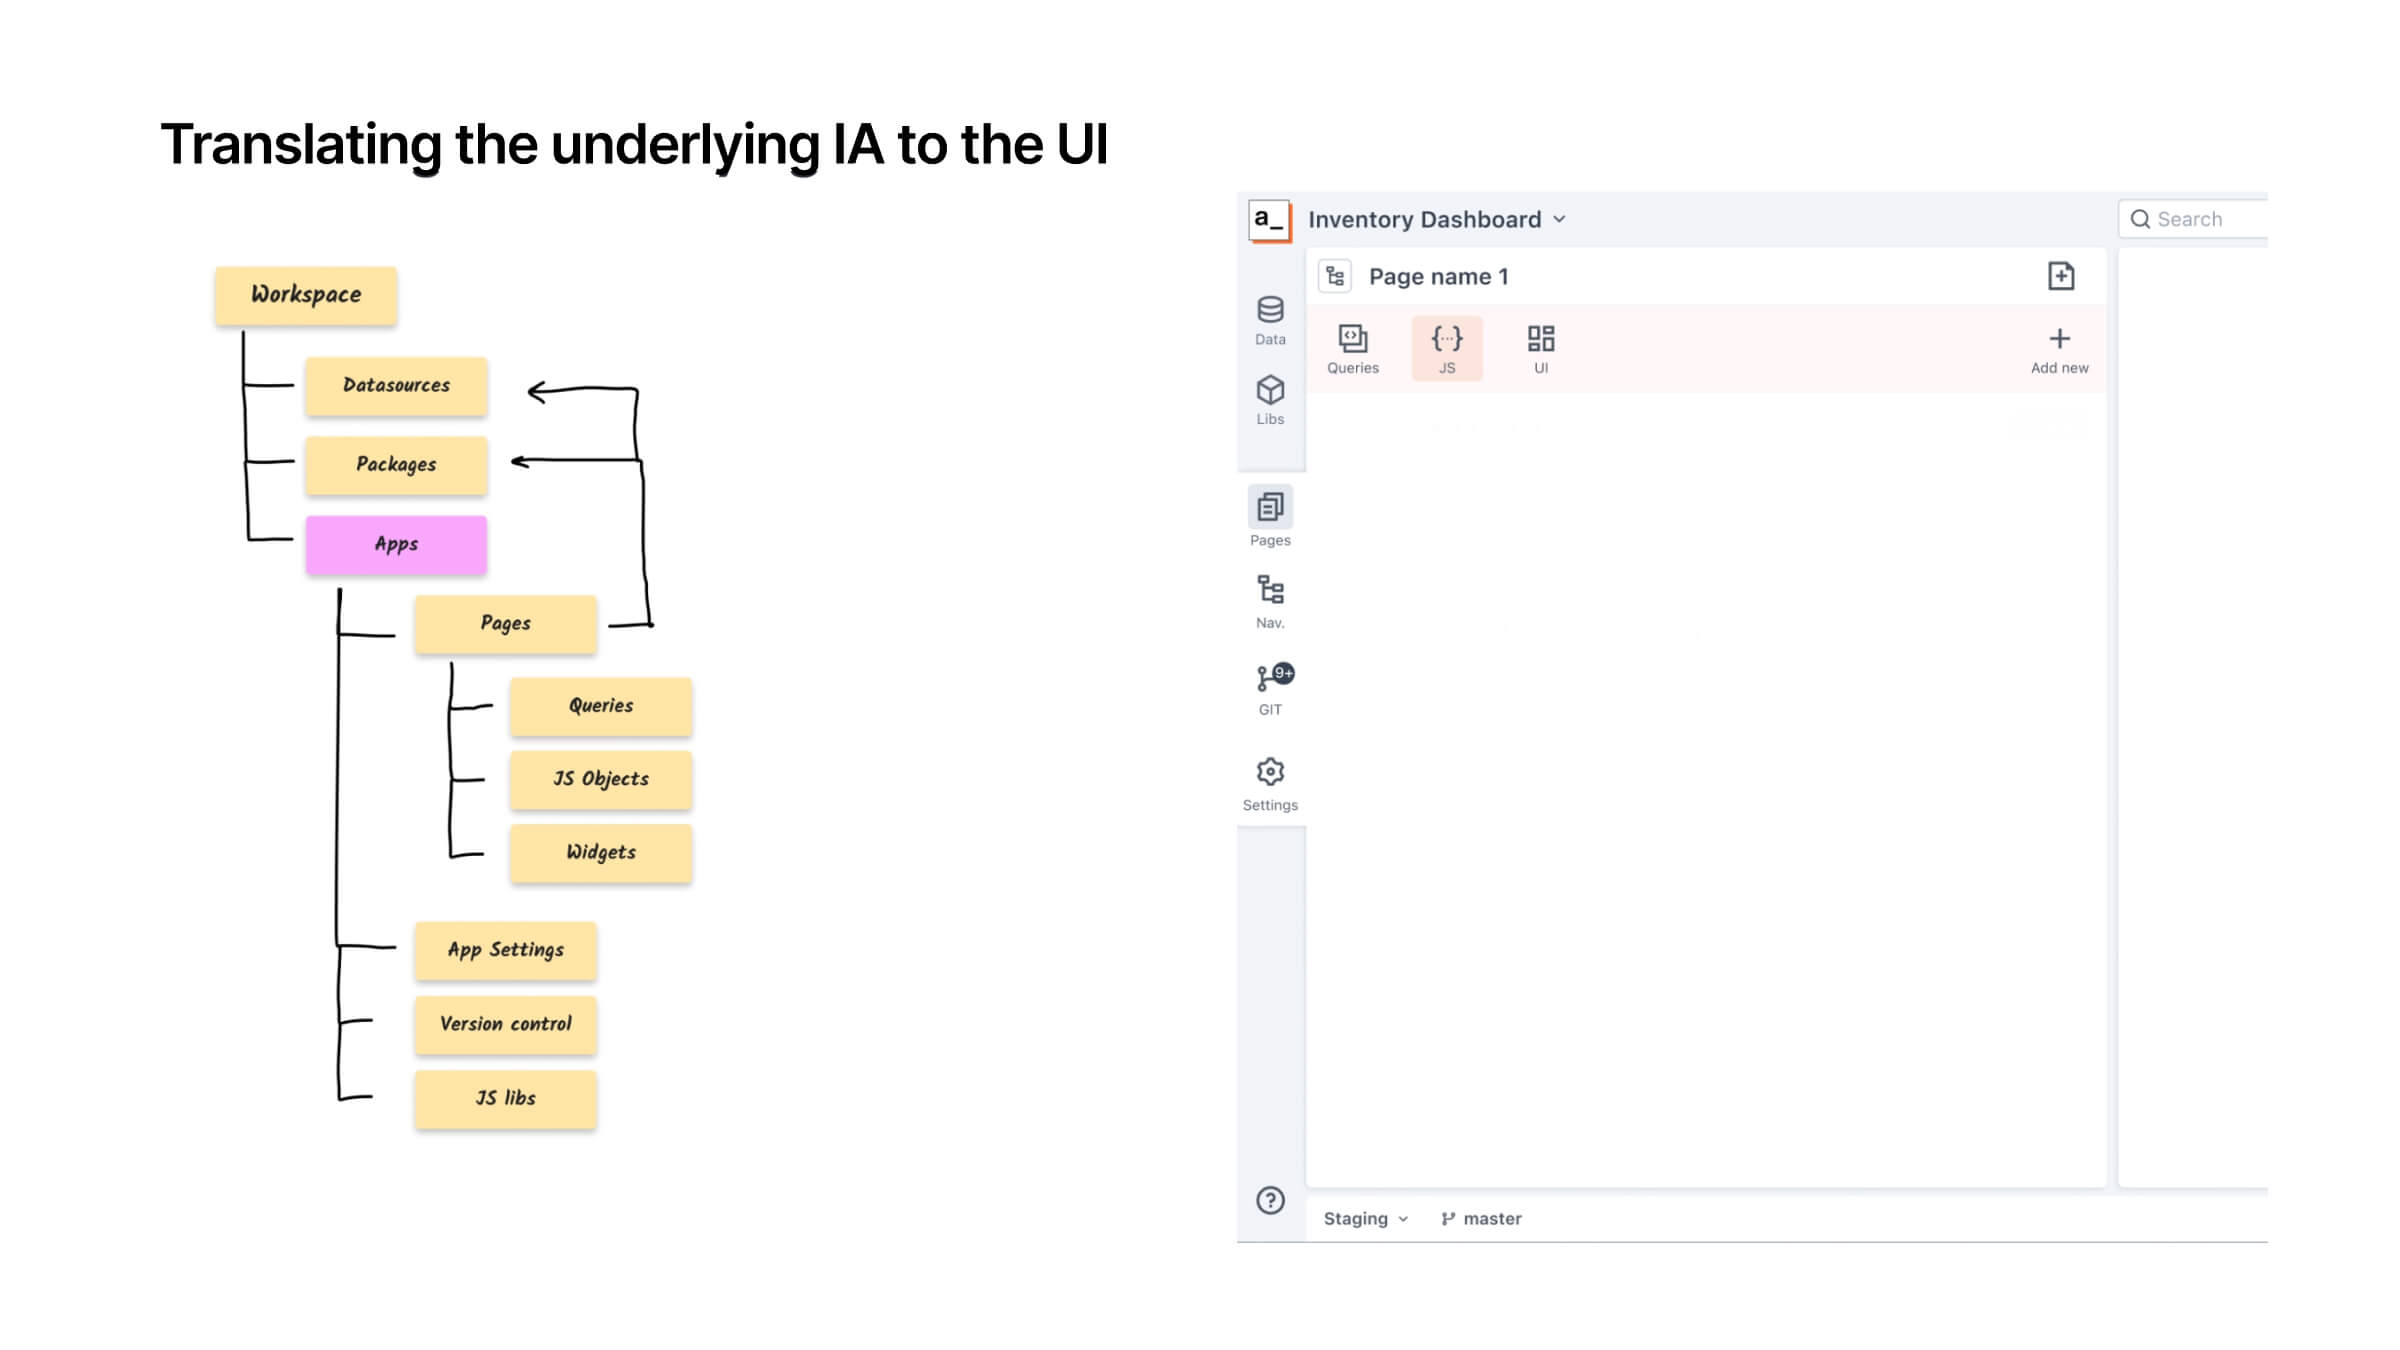 Translating the underlying IA to the UI
Workspace
Datasources
Packages
Apps
Pages
Queries
JS Objects
Widgets
App Settings
Version control
JS libs
a_ Inventory Dashboard
Search
Page name 1
Data
Libs
Pages
Nav.
9+
GIT
Settings
Queries
{···}
JS
UI
Add new
Staging
master